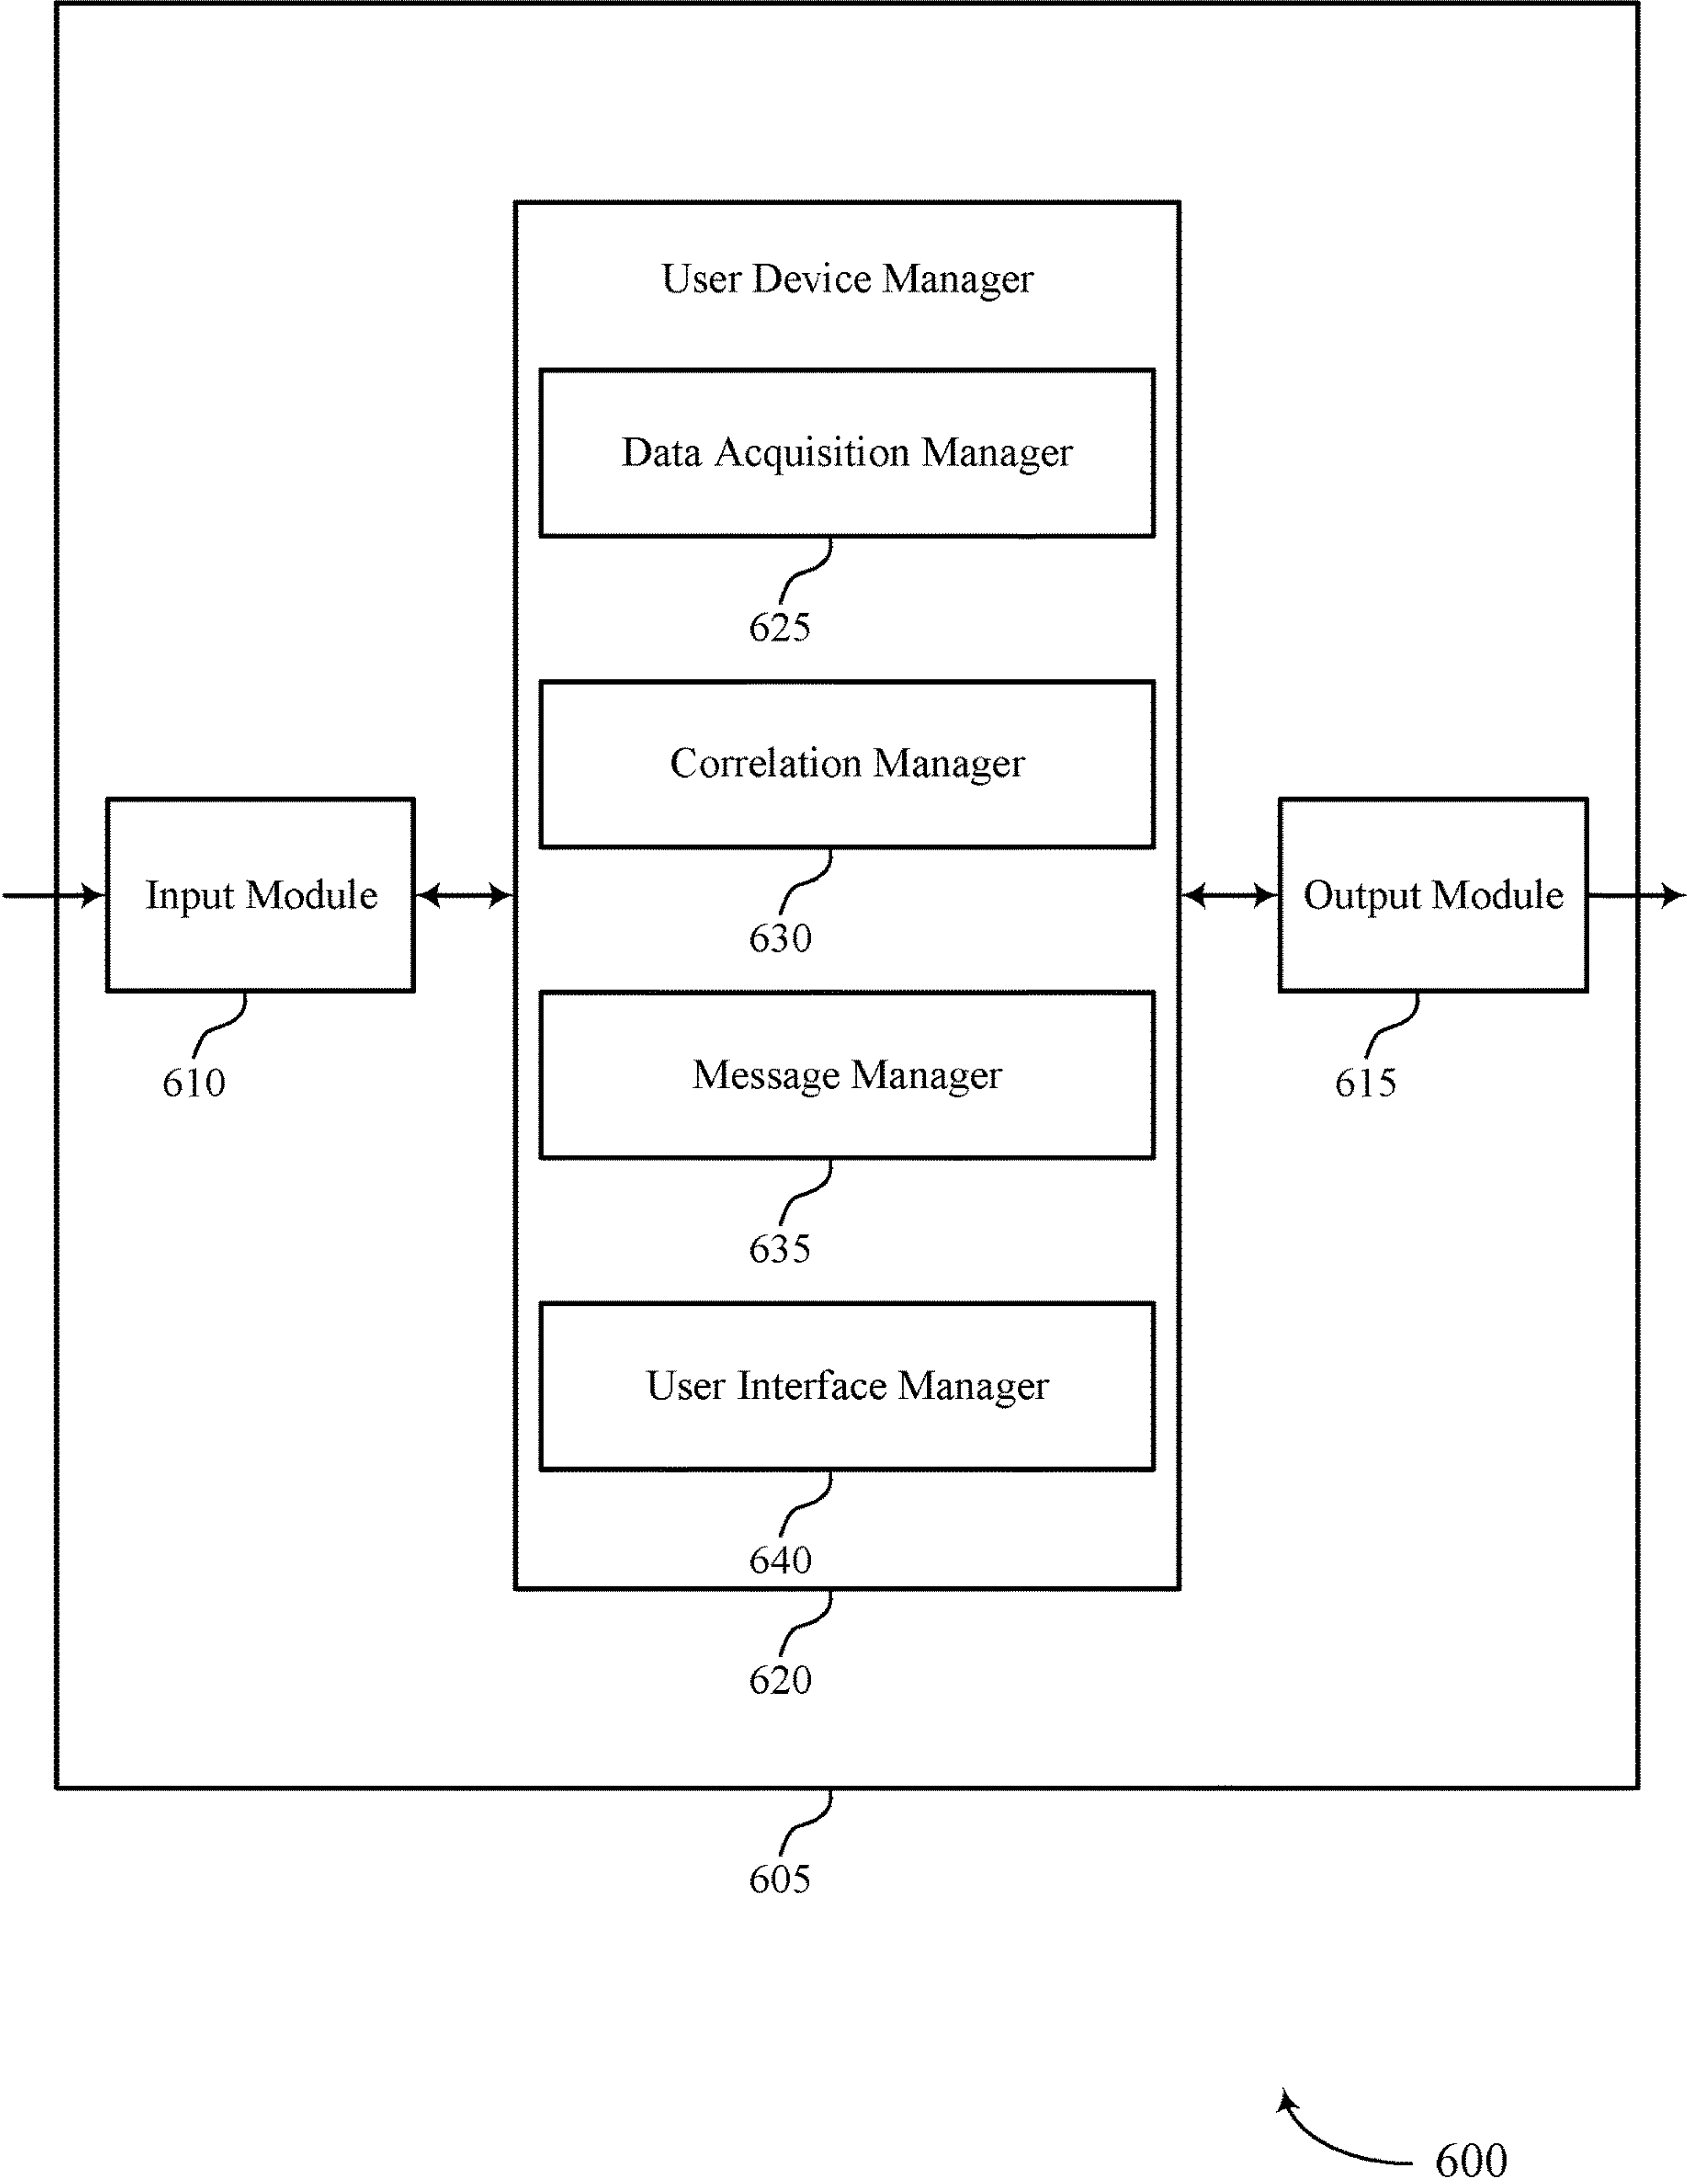 User Device Manager
Data Acquisition Manager
625
Correlation Manager
630
Input Module
610
Output Module
615
Message Manager
635
User Interface Manager
640
620
605
600